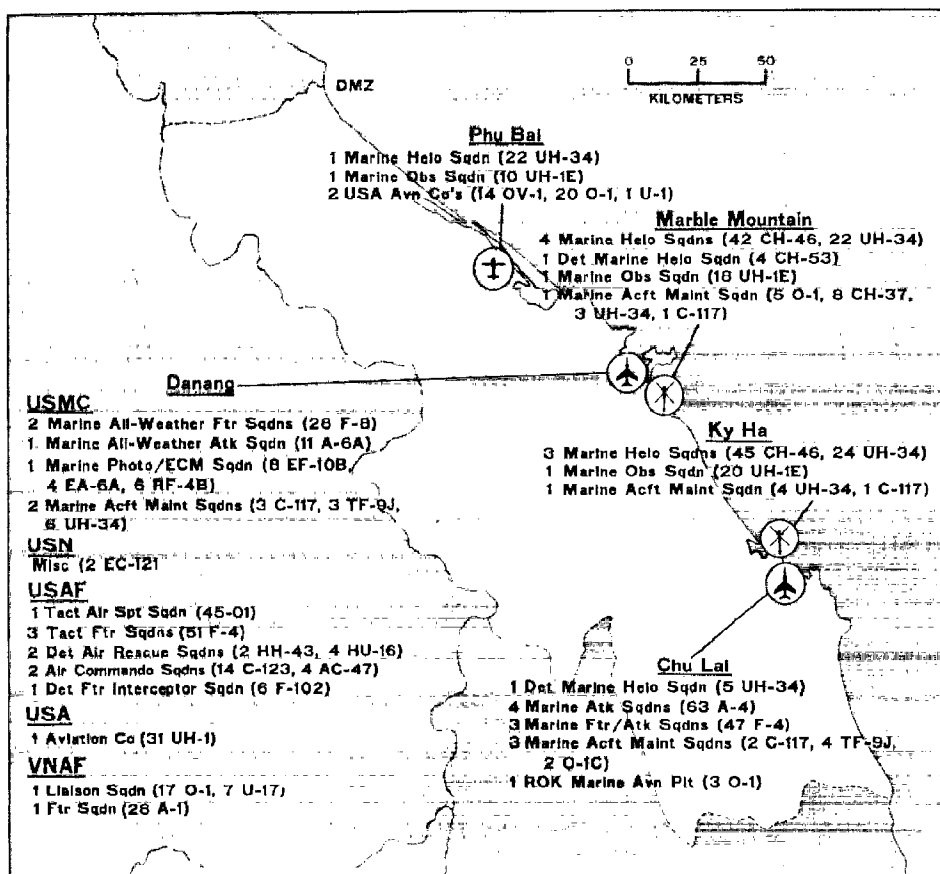 DMZ
0 25 50
KILOMETERS
Phu Bai
1 Marine Helo Sqdn (22 UH-34)
1 Marine Obs Sqdn (10 UH-1E)
2 USA Avn Co's (14 OV-1, 20 O-1, 1 U-1)
Marble Mountain
4 Marine Helo Sqdns (42 CH-46, 22 UH-34)
1 Det Marine Helo Sqdn (4 CH-53)
1 Marine Obs Sqdn (18 UH-1E)
1 Marine Acft Maint Sqdn (5 O-1, 8 CH-37,
3 UH-34, 1 C-117)
Danang
USMC
2 Marine All-Weather Ftr Sqdns (28 F-8)
1 Marine All-Weather Atk Sqdn (11 A-6A)
1 Marine Photo/ECM Sqdn (8 EF-10B,
4 EA-6A, 6 RF-4B)
2 Marine Acft Maint Sqdns (3 C-117, 3 TF-9J,
6 UH-34)
USN
Misc (2 EC-121
USAF
1 Tact Air Spt Sqdn (45-01)
3 Tact Ftr Sqdns (51 F-4)
2 Det Air Rescue Sqdns (2 HH-43, 4 HU-16)
2 Air Commando Sqdns (14 C-123, 4 AC-47)
1 Det Ftr Interceptor Sqdn (6 F-102)
USA
1 Aviation Co (31 UH-1)
VNAF
1 Liaison Sqdn (17 O-1, 7 U-17)
1 Ftr Sqdn (26 A-1)
Ky Ha
3 Marine Helo Sqdns (45 CH-46, 24 UH-34)
1 Marine Obs Sqdn (20 UH-1E)
1 Marine Acft Maint Sqdn (4 UH-34, 1 C-117)
Chu Lai
1 Det Marine Helo Sqdn (5 UH-34)
4 Marine Atk Sqdns (63 A-4)
3 Marine Ftr/Atk Sqdns (47 F-4)
3 Marine Acft Maint Sqdns (2 C-117, 4 TF-9J,
2 O-1C)
1 ROK Marine Avn Plt (3 O-1)